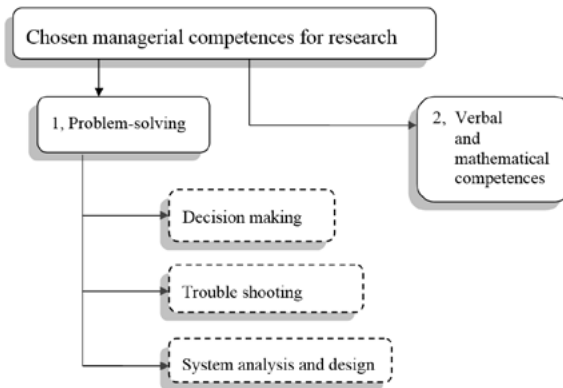 Chosen managerial competences for research
1, Problem-solving
2, Verbal
and
mathematical
competences
Decision making
Trouble shooting
System analysis and design